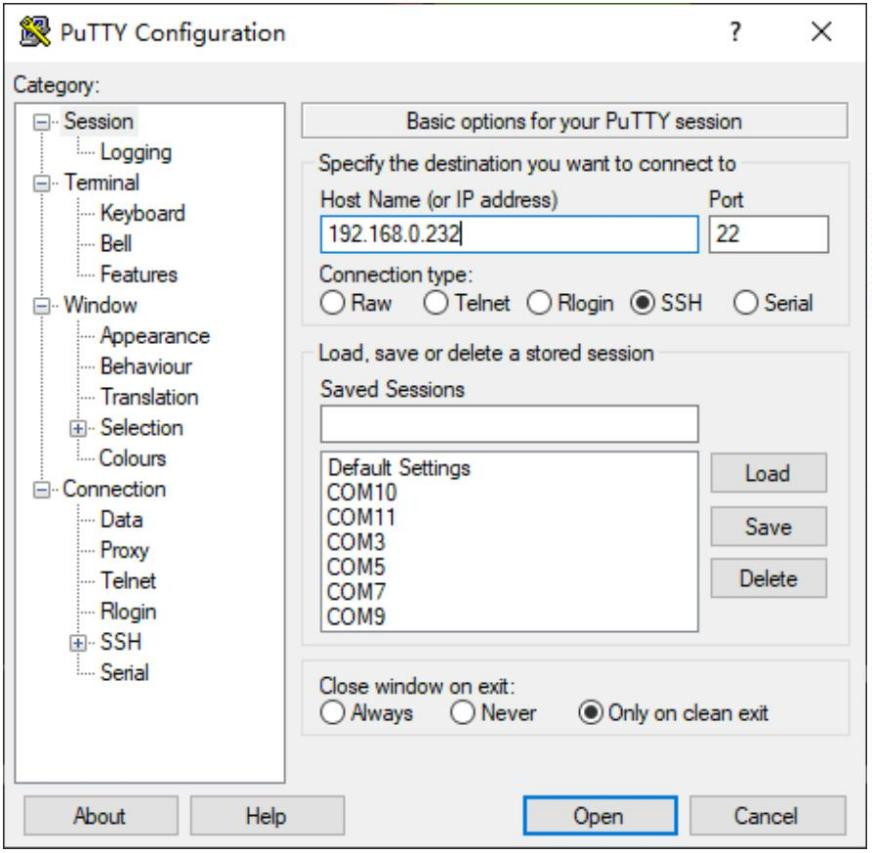 PuTTY Configuration
?
Category:
Session
Logging
Terminal
Keyboard
Bell
Features
Window
Appearance
Behaviour
Translation
Selection
Colours
Connection
Data
Proxy
Telnet
Rlogin
SSH
Serial
Basic options for your PuTTY session
Specify the destination you want to connect to
Host Name (or IP address) Port
192.168.0.232 22
Connection type:
Raw Telnet Rlogin SSH Serial
Load, save or delete a stored session
Saved Sessions
Default Settings
COM10
COM11
COM3
COM5
COM7
COM9
Load
Save
Delete
Close window on exit:
Always Never Only on clean exit
About Help Open Cancel